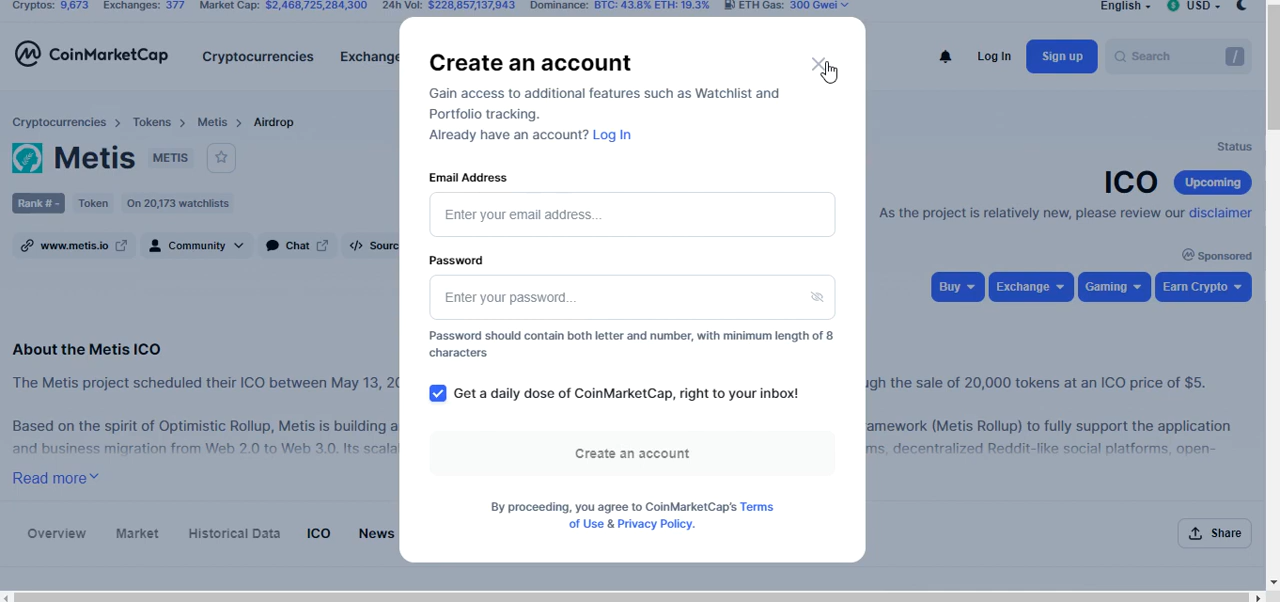 Cryptos: 9,673 Exchanges: 377 Market Cap: $2,468,725,284,300 24h Vol: $228,857,137,943 Dominance: BTC: 43.8% ETH: 19.3% ETH Gas: 300 Gwei English USD
CoinMarketCap Cryptocurrencies Exchange Log In Sign up Search /
Create an account
Gain access to additional features such as Watchlist and
Portfolio tracking.
Already have an account? Log In
Email Address
Enter your email address...
Password
Enter your password...
Password should contain both letter and number, with minimum length of 8
characters
Get a daily dose of CoinMarketCap, right to your inbox!
Create an account
By proceeding, you agree to CoinMarketCap's Terms
of Use & Privacy Policy.
Cryptocurrencies > Tokens > Metis > Airdrop
Metis METIS
Rank # - Token On 20,173 watchlists
www.metis.io Community Chat </> Sourc
Status
ICO Upcoming
As the project is relatively new, please review our disclaimer
Sponsored
Buy Exchange Gaming Earn Crypto
About the Metis ICO
The Metis project scheduled their ICO between May 13, 20 ugh the sale of 20,000 tokens at an ICO price of $5.
Based on the spirit of Optimistic Rollup, Metis is building a amework (Metis Rollup) to fully support the application
and business migration from Web 2.0 to Web 3.0. Its scala ms, decentralized Reddit-like social platforms, open-
Read more
Overview Market Historical Data ICO News Share